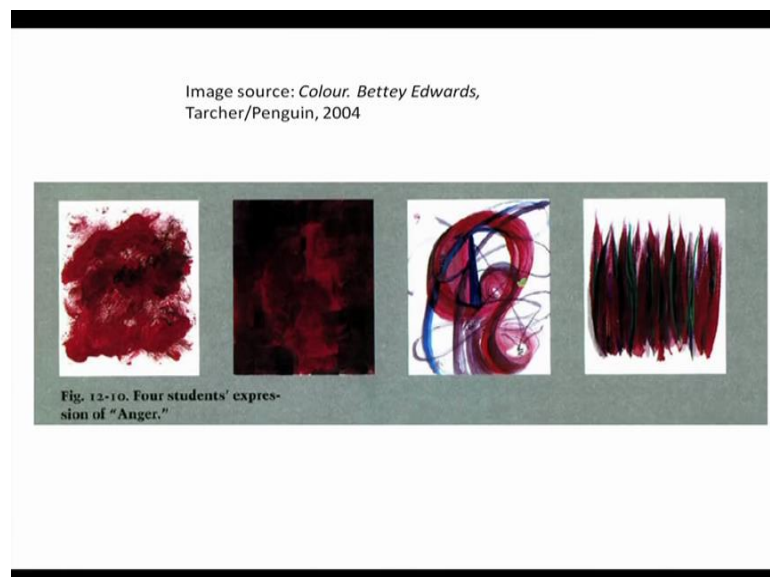 Image source: Colour. Bettey Edwards,
Tarcher/Penguin, 2004
Fig. 12-10. Four students' expres-
sion of “Anger.”